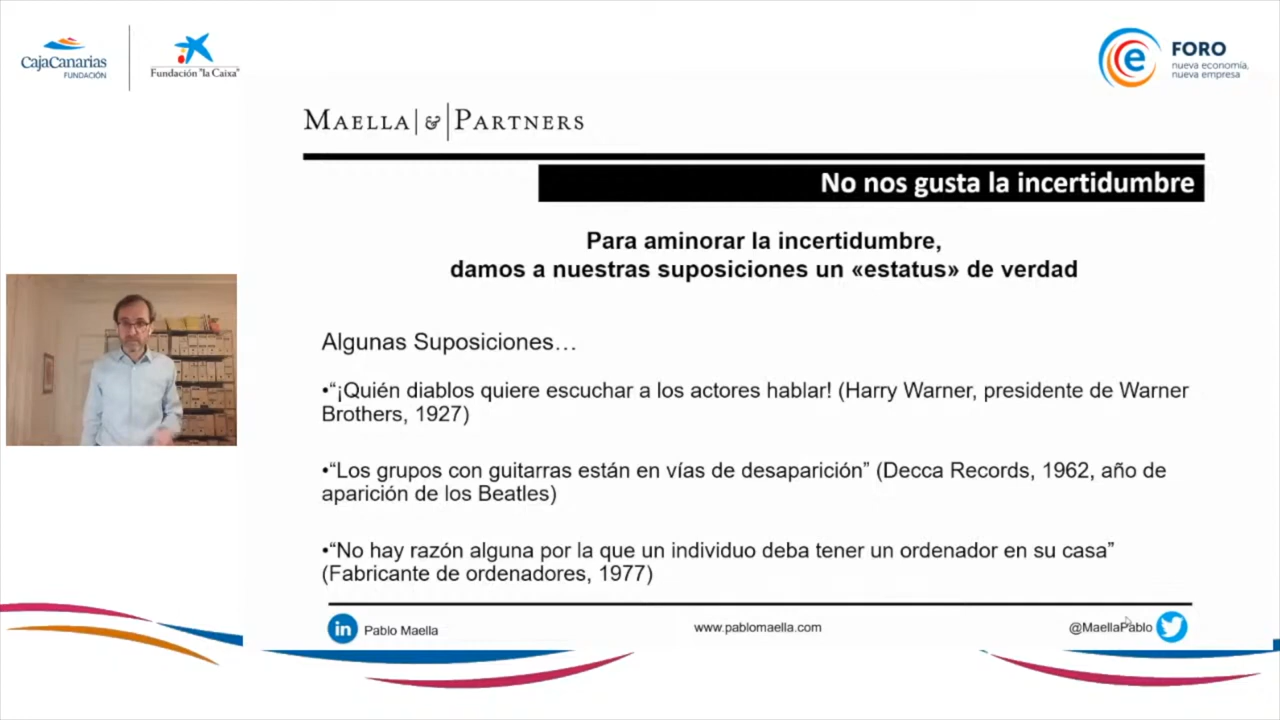 CajaCanarias
FUNDACIÓN
Fundación "la Caixa"
e
FORO
nueva economía,
nueva empresa
MAELLA & PARTNERS
No nos gusta la incertidumbre
Para aminorar la incertidumbre,
damos a nuestras suposiciones un «estatus» de verdad
Algunas Suposiciones…
•“¡Quién diablos quiere escuchar a los actores hablar! (Harry Warner, presidente de Warner
Brothers, 1927)
•“Los grupos con guitarras están en vías de desaparición” (Decca Records, 1962, año de
aparición de los Beatles)
•“No hay razón alguna por la que un individuo deba tener un ordenador en su casa”
(Fabricante de ordenadores, 1977)
in Pablo Maella
www.pablomaella.com
@MaellaPablo